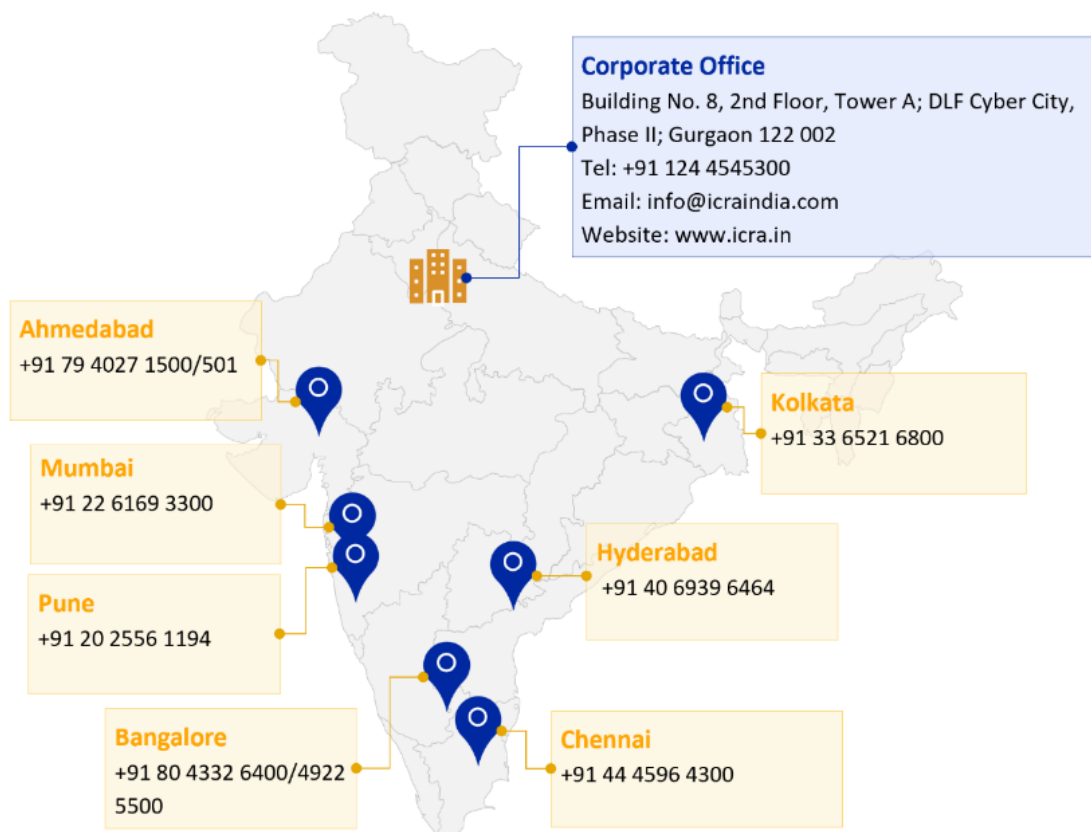 Corporate Office
Building No. 8, 2nd Floor, Tower A; DLF Cyber City,
Phase II; Gurgaon 122 002
Tel: +91 124 4545300
Email: info@icraindia.com
Website: www.icra.in
Ahmedabad
+91 79 4027 1500/501
Kolkata
+91 33 6521 6800
Mumbai
+91 22 6169 3300
Hyderabad
+91 40 6939 6464
Pune
+91 20 2556 1194
Bangalore
+91 80 4332 6400/4922
5500
Chennai
+91 44 4596 4300